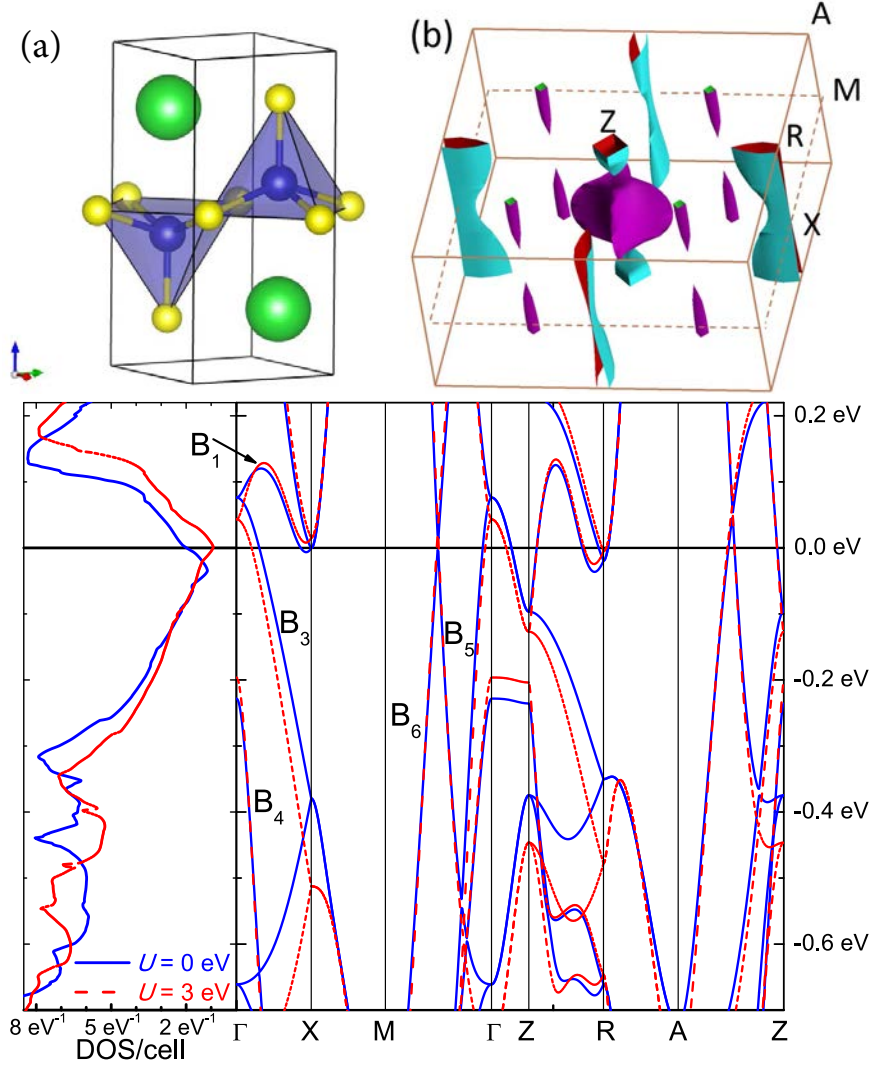 (a)
(b)
A
M
Z
R
X
B1
B3
B4
B5
B6
0.2 eV
0.0 eV
-0.2 eV
-0.4 eV
-0.6 eV
U = 0 eV
U = 3 eV
8 eV-1 5 eV-1 2 eV-1
DOS/cell
Γ X M Γ Z R A Z